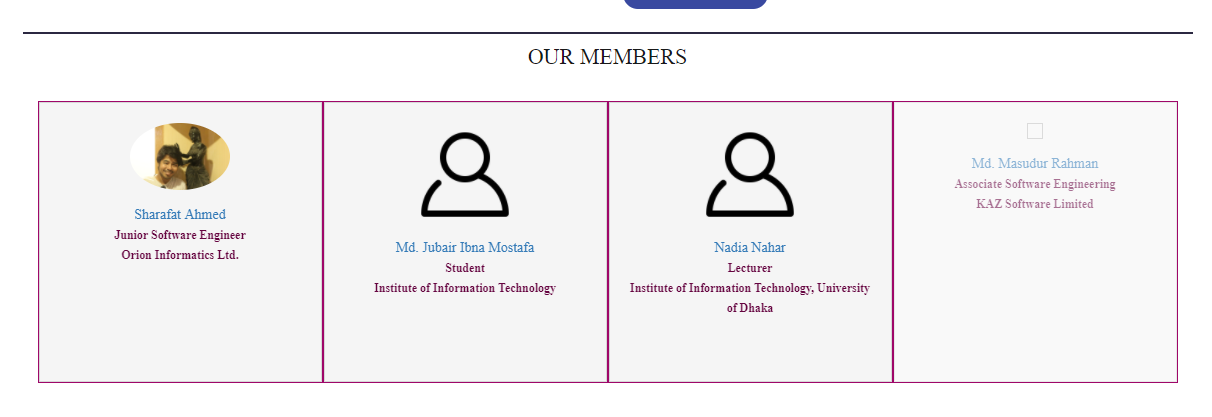 OUR MEMBERS
Sharafat Ahmed
Junior Software Engineer
Orion Informatics Ltd.
Md. Jubair Ibna Mostafa
Student
Institute of Information Technology
Nadia Nahar
Lecturer
Institute of Information Technology, University
of Dhaka
Md. Masudur Rahman
Associate Software Engineering
KAZ Software Limited